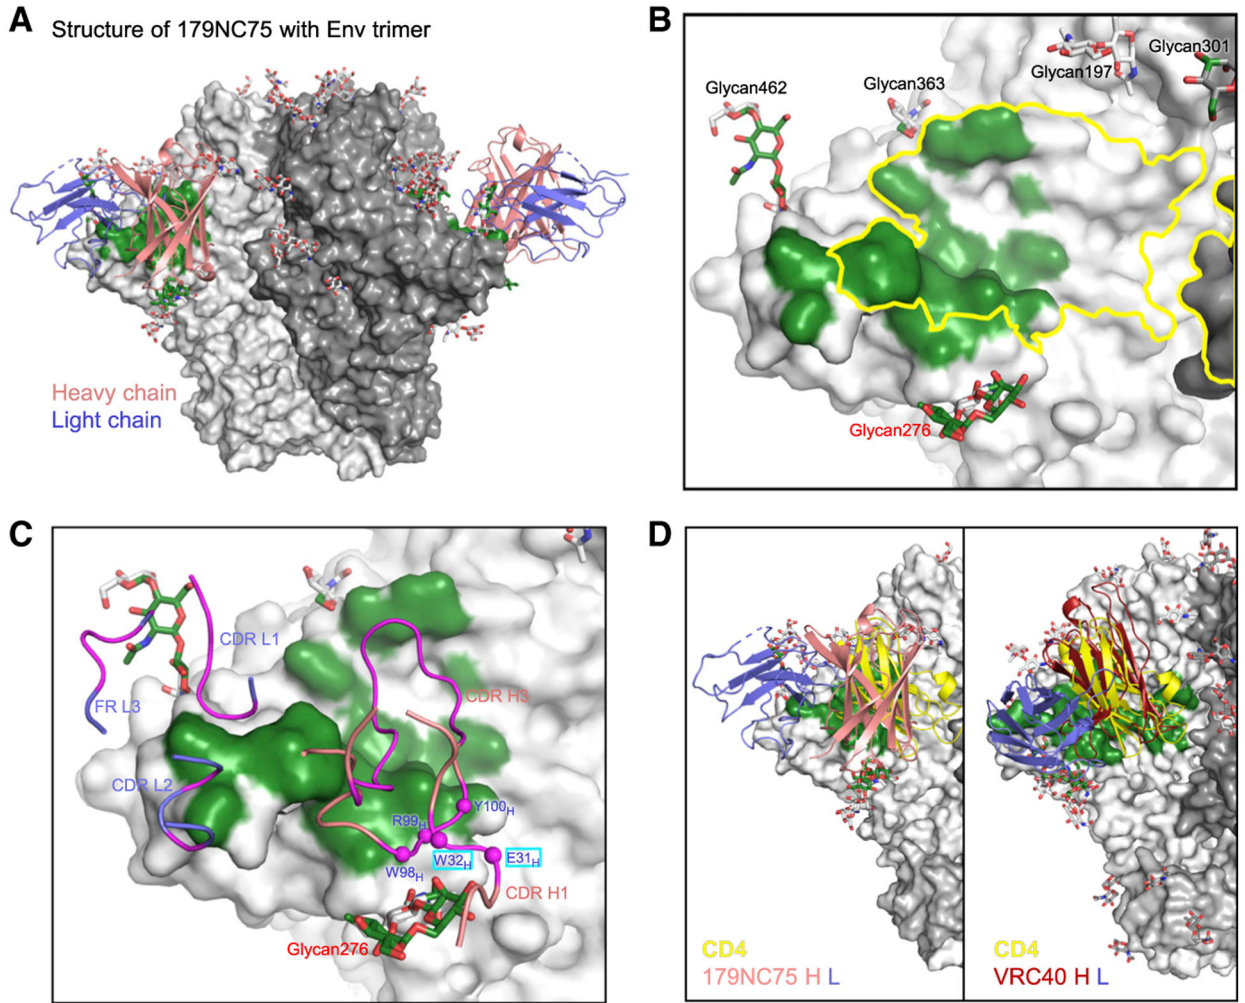 A
Structure of 179NC75 with Env trimer
Heavy chain
Light chain
B
Glycan462
Glycan363
Glycan197
Glycan301
Glycan276
C
CDR L1
FR L3
CDR H3
CDR L2
Y100H
R99H
W32H
E31H
W98H
CDR H1
Glycan276
D
CD4
179NC75 H L
CD4
VRC40 H L